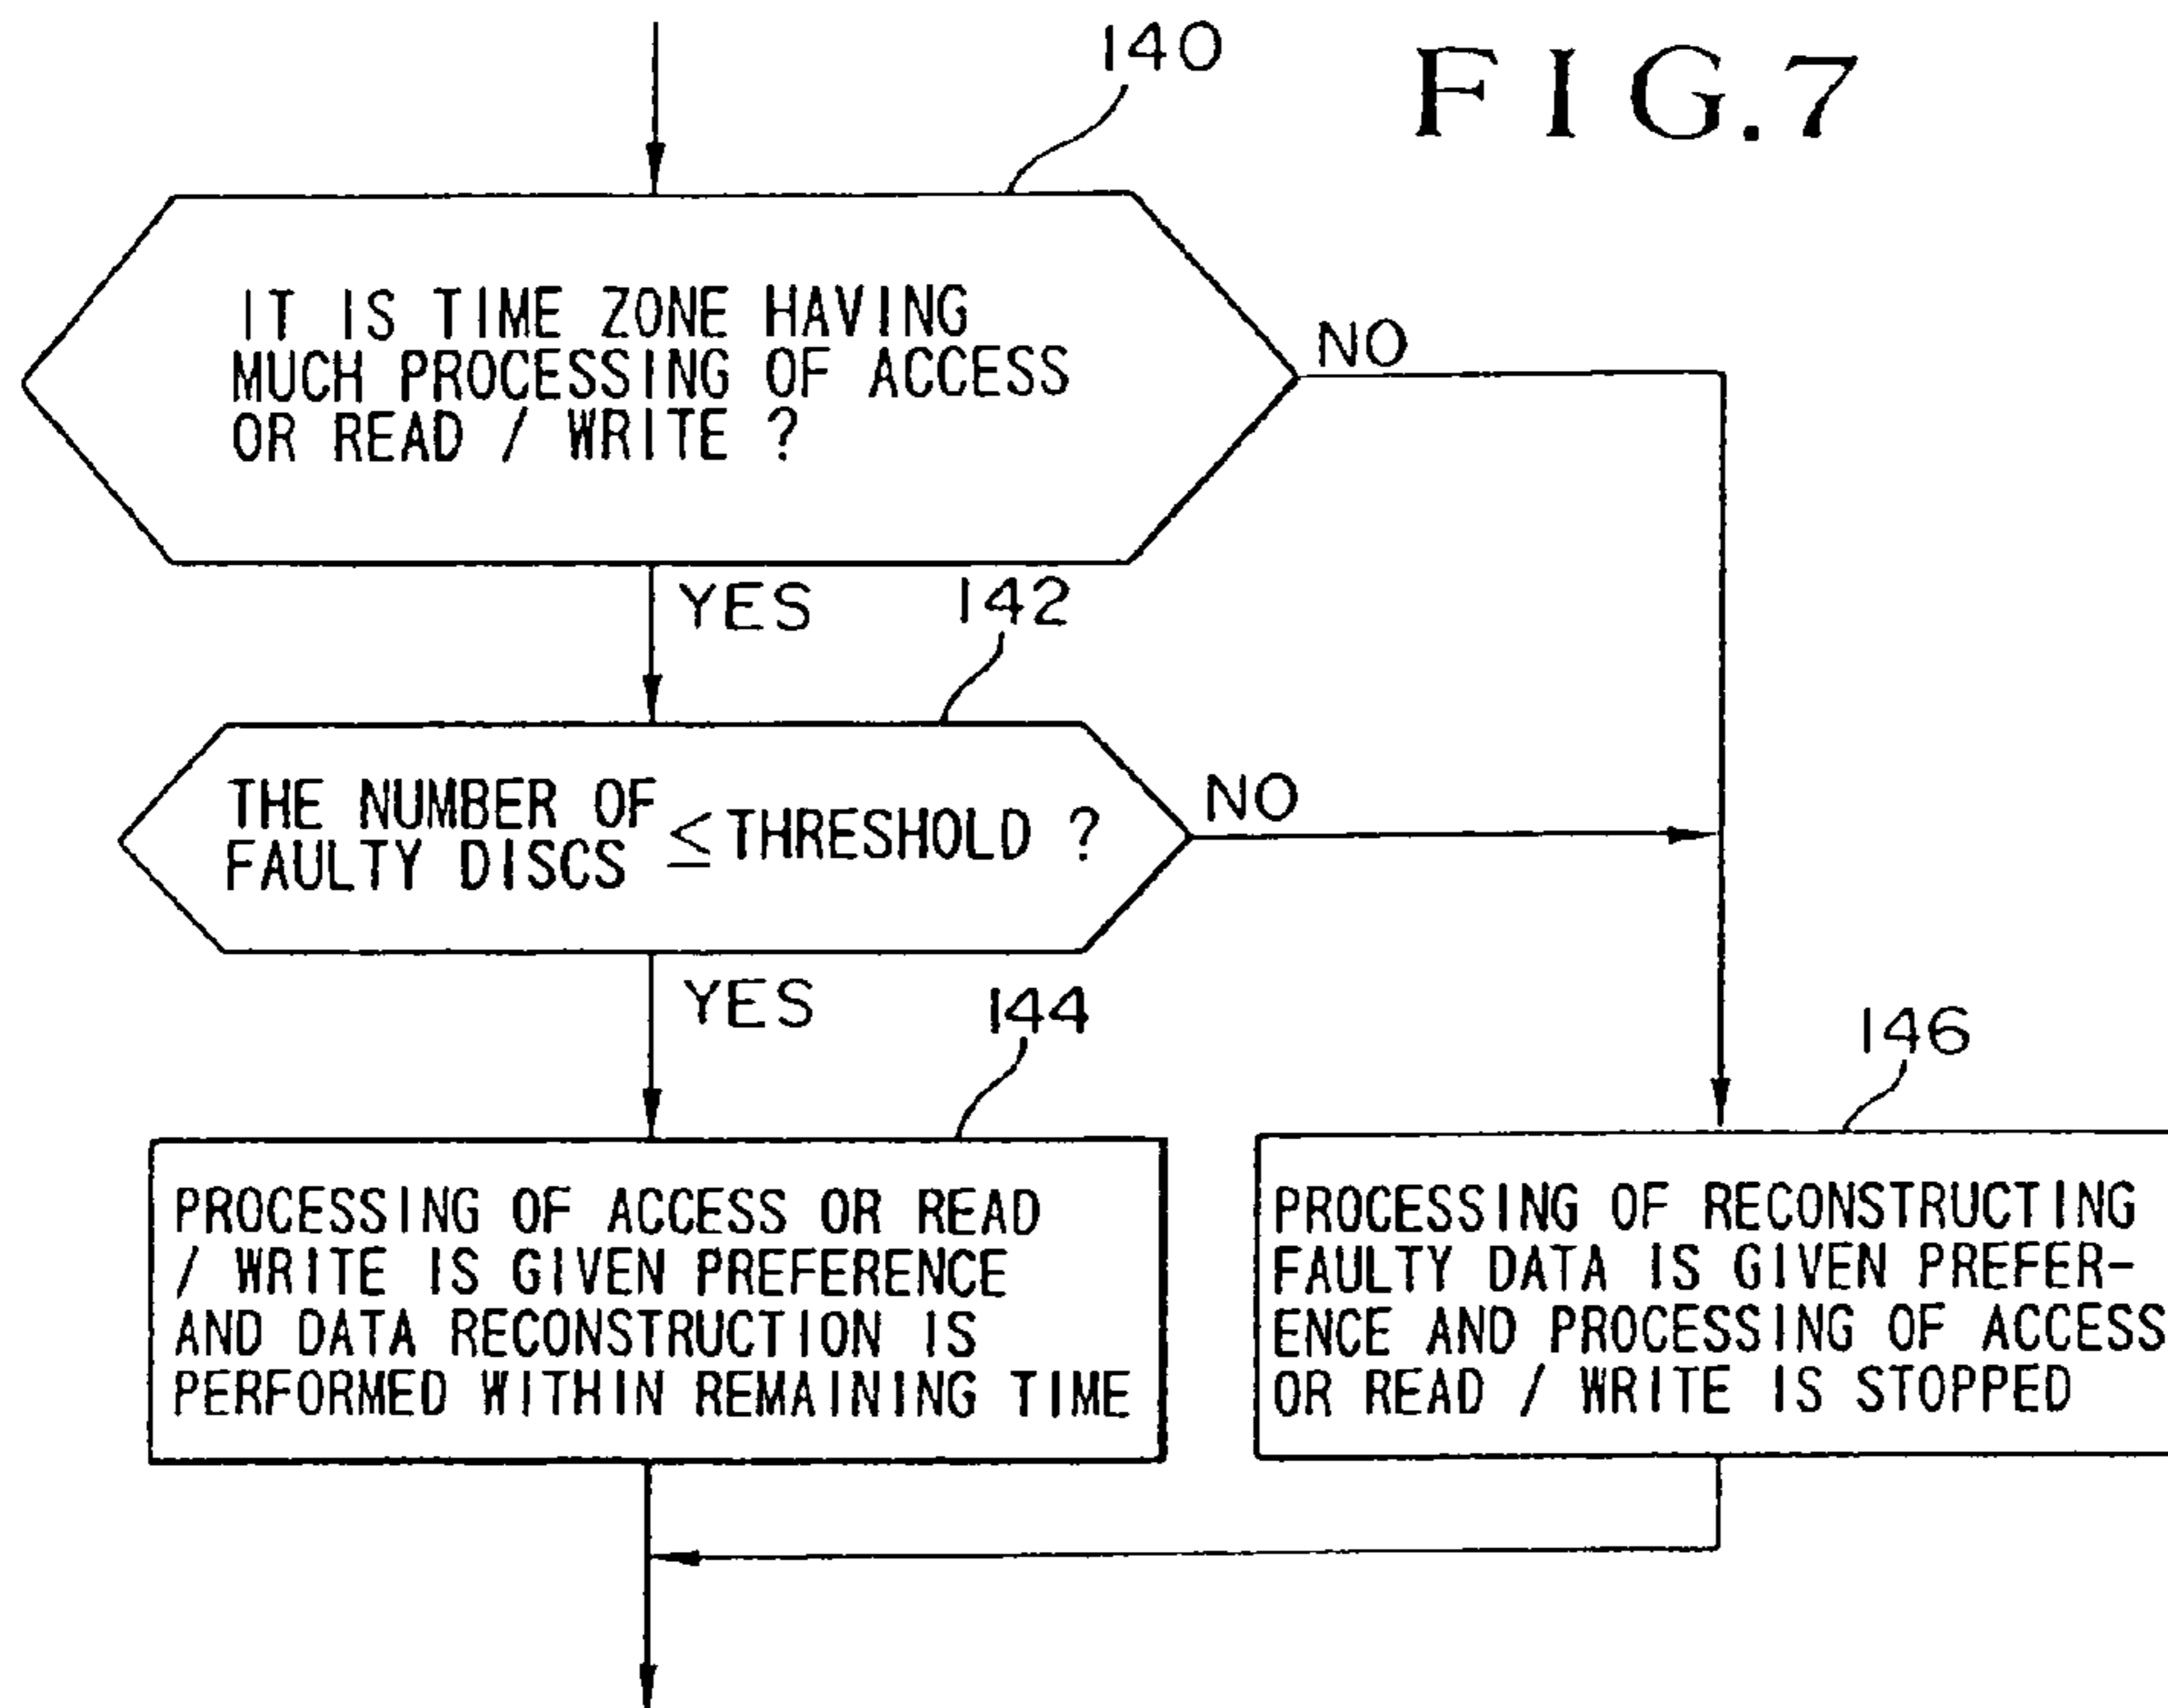 140
FIG.7
IT IS TIME ZONE HAVING
MUCH PROCESSING OF ACCESS
OR READ / WRITE ?
NO
YES
142
THE NUMBER OF
FAULTY DISCS ≦ THRESHOLD ?
NO
YES
144
146
PROCESSING OF ACCESS OR READ
/ WRITE IS GIVEN PREFERENCE
AND DATA RECONSTRUCTION IS
PERFORMED WITHIN REMAINING TIME
PROCESSING OF RECONSTRUCTING
FAULTY DATA IS GIVEN PREFER-
ENCE AND PROCESSING OF ACCESS
OR READ / WRITE IS STOPPED